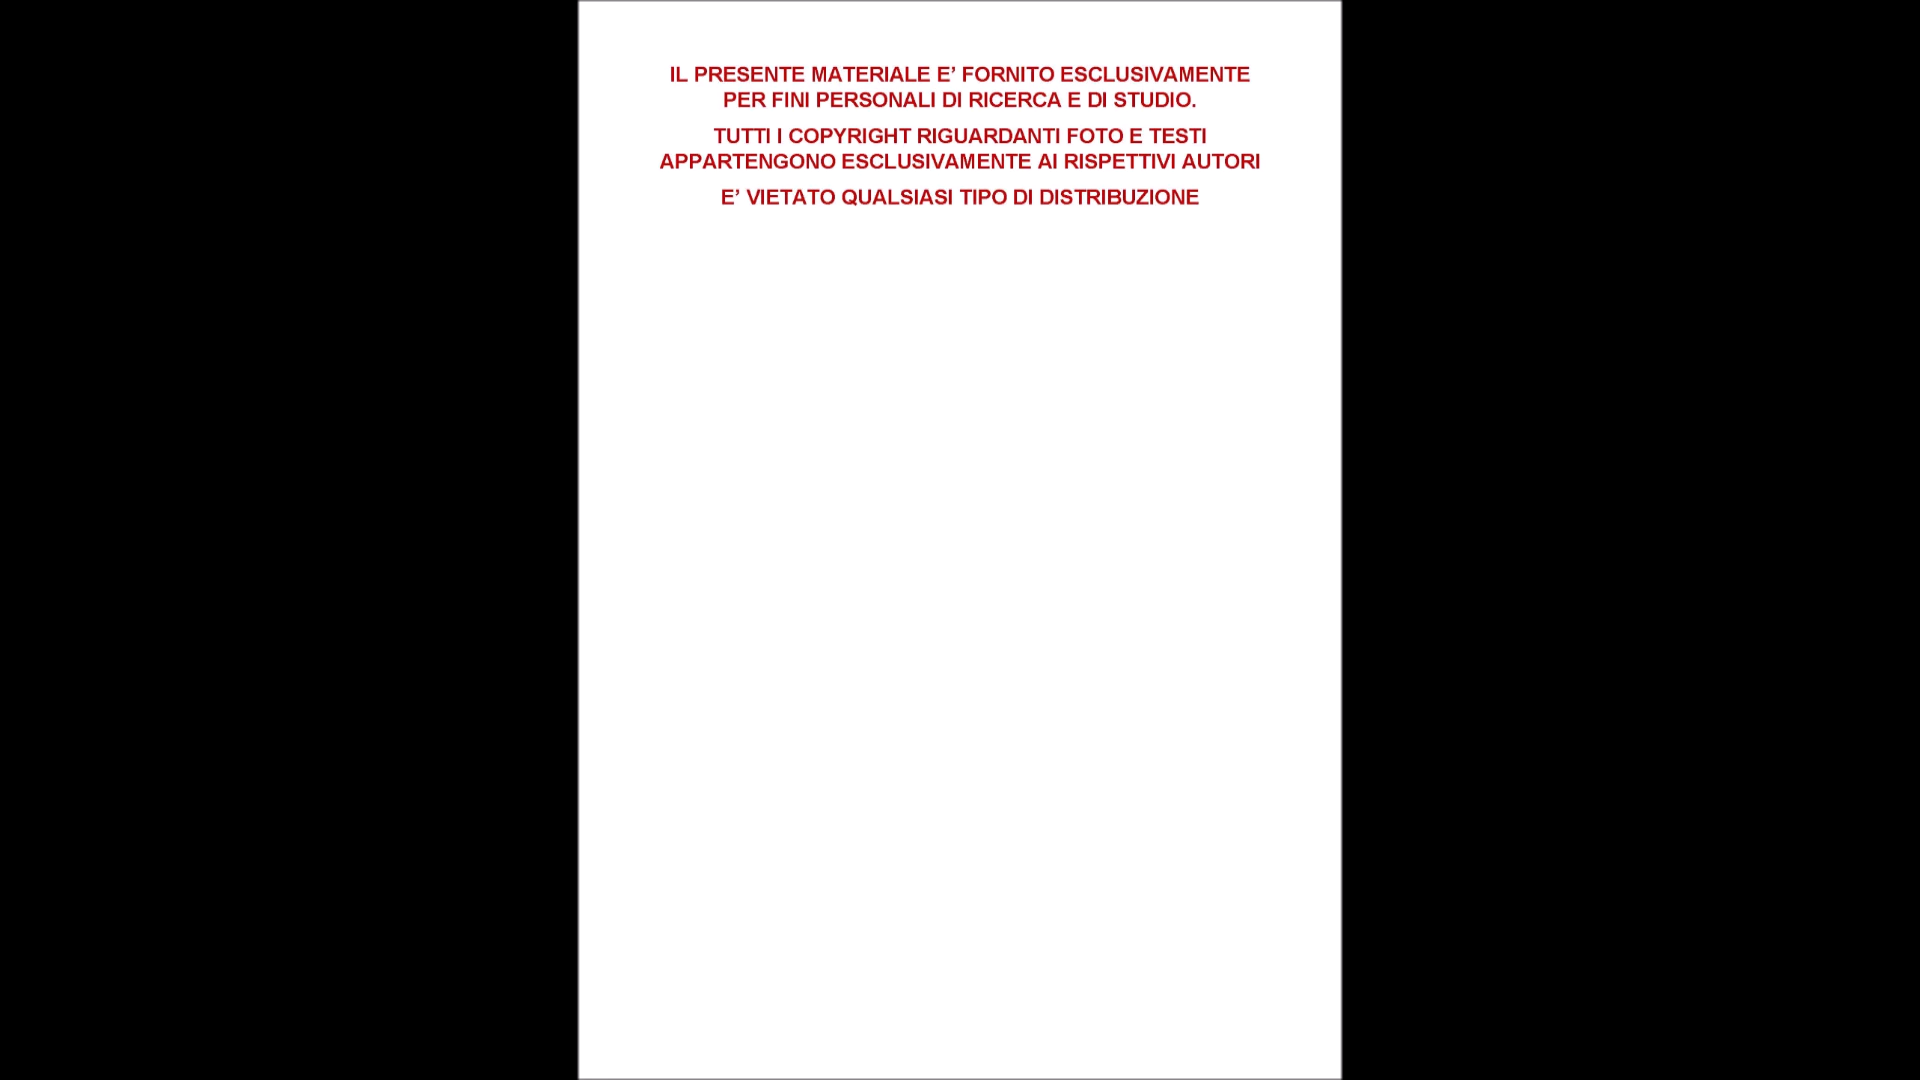 IL PRESENTE MATERIALE E’ FORNITO ESCLUSIVAMENTE
PER FINI PERSONALI DI RICERCA E DI STUDIO.
TUTTI I COPYRIGHT RIGUARDANTI FOTO E TESTI
APPARTENGONO ESCLUSIVAMENTE AI RISPETTIVI AUTORI
E’ VIETATO QUALSIASI TIPO DI DISTRIBUZIONE